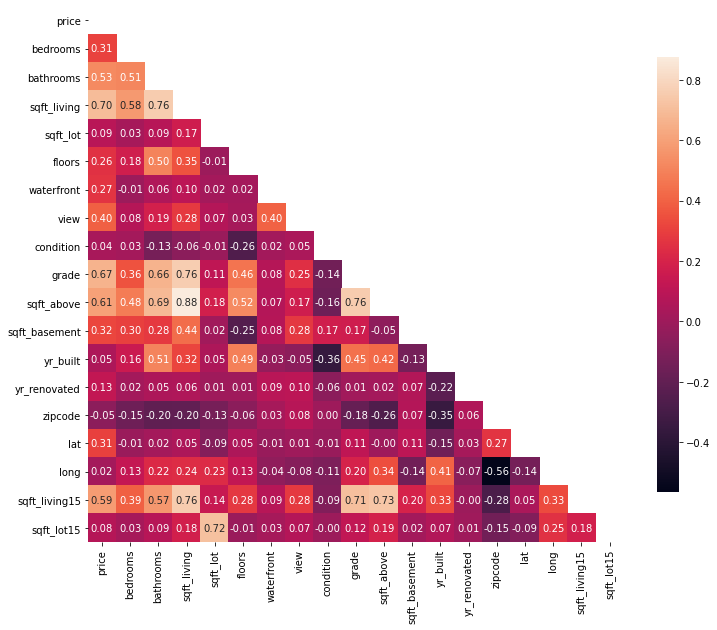 price
bedrooms 0.31
bathrooms 0.53 0.51
sqft_living 0.70 0.58 0.76
sqft_lot 0.09 0.03 0.09 0.17
floors 0.26 0.18 0.50 0.35 -0.01
waterfront 0.27 -0.01 0.06 0.10 0.02 0.02
view 0.40 0.08 0.19 0.28 0.07 0.03 0.40
condition 0.04 0.03 -0.13 -0.06 -0.01 -0.26 0.02 0.05
grade 0.67 0.36 0.66 0.76 0.11 0.46 0.08 0.25 -0.14
sqft_above 0.61 0.48 0.69 0.88 0.18 0.52 0.07 0.17 -0.16 0.76
sqft_basement 0.32 0.30 0.28 0.44 0.02 -0.25 0.08 0.28 0.17 0.17 -0.05
yr_built 0.05 0.16 0.51 0.32 0.05 0.49 -0.03 -0.05 -0.36 0.45 0.42 -0.13
yr_renovated 0.13 0.02 0.05 0.06 0.01 0.01 0.09 0.10 -0.06 0.01 0.02 0.07 -0.22
zipcode -0.05 -0.15 -0.20 -0.20 -0.13 -0.06 0.03 0.08 0.00 -0.18 -0.26 0.07 -0.35 0.06
lat 0.31 -0.01 0.02 0.05 -0.09 0.05 -0.01 0.01 -0.01 0.11 -0.00 0.11 -0.15 0.03 0.27
long 0.02 0.13 0.22 0.24 0.23 0.13 -0.04 -0.08 -0.11 0.20 0.34 -0.14 0.41 -0.07 -0.56 -0.14
sqft_living15 0.59 0.39 0.57 0.76 0.14 0.28 0.09 0.28 -0.09 0.71 0.73 0.20 0.33 -0.00 -0.28 0.05 0.33
sqft_lot15 0.08 0.03 0.09 0.18 0.72 -0.01 0.03 0.07 -0.00 0.12 0.19 0.02 0.07 0.01 -0.15 -0.09 0.25 0.18
price
bedrooms
bathrooms
sqft_living
sqft_lot
floors
waterfront
view
condition
grade
sqft_above
sqft_basement
yr_built
yr_renovated
zipcode
lat
long
sqft_living15
sqft_lot15
0.8
0.6
0.4
0.2
0.0
−0.2
−0.4